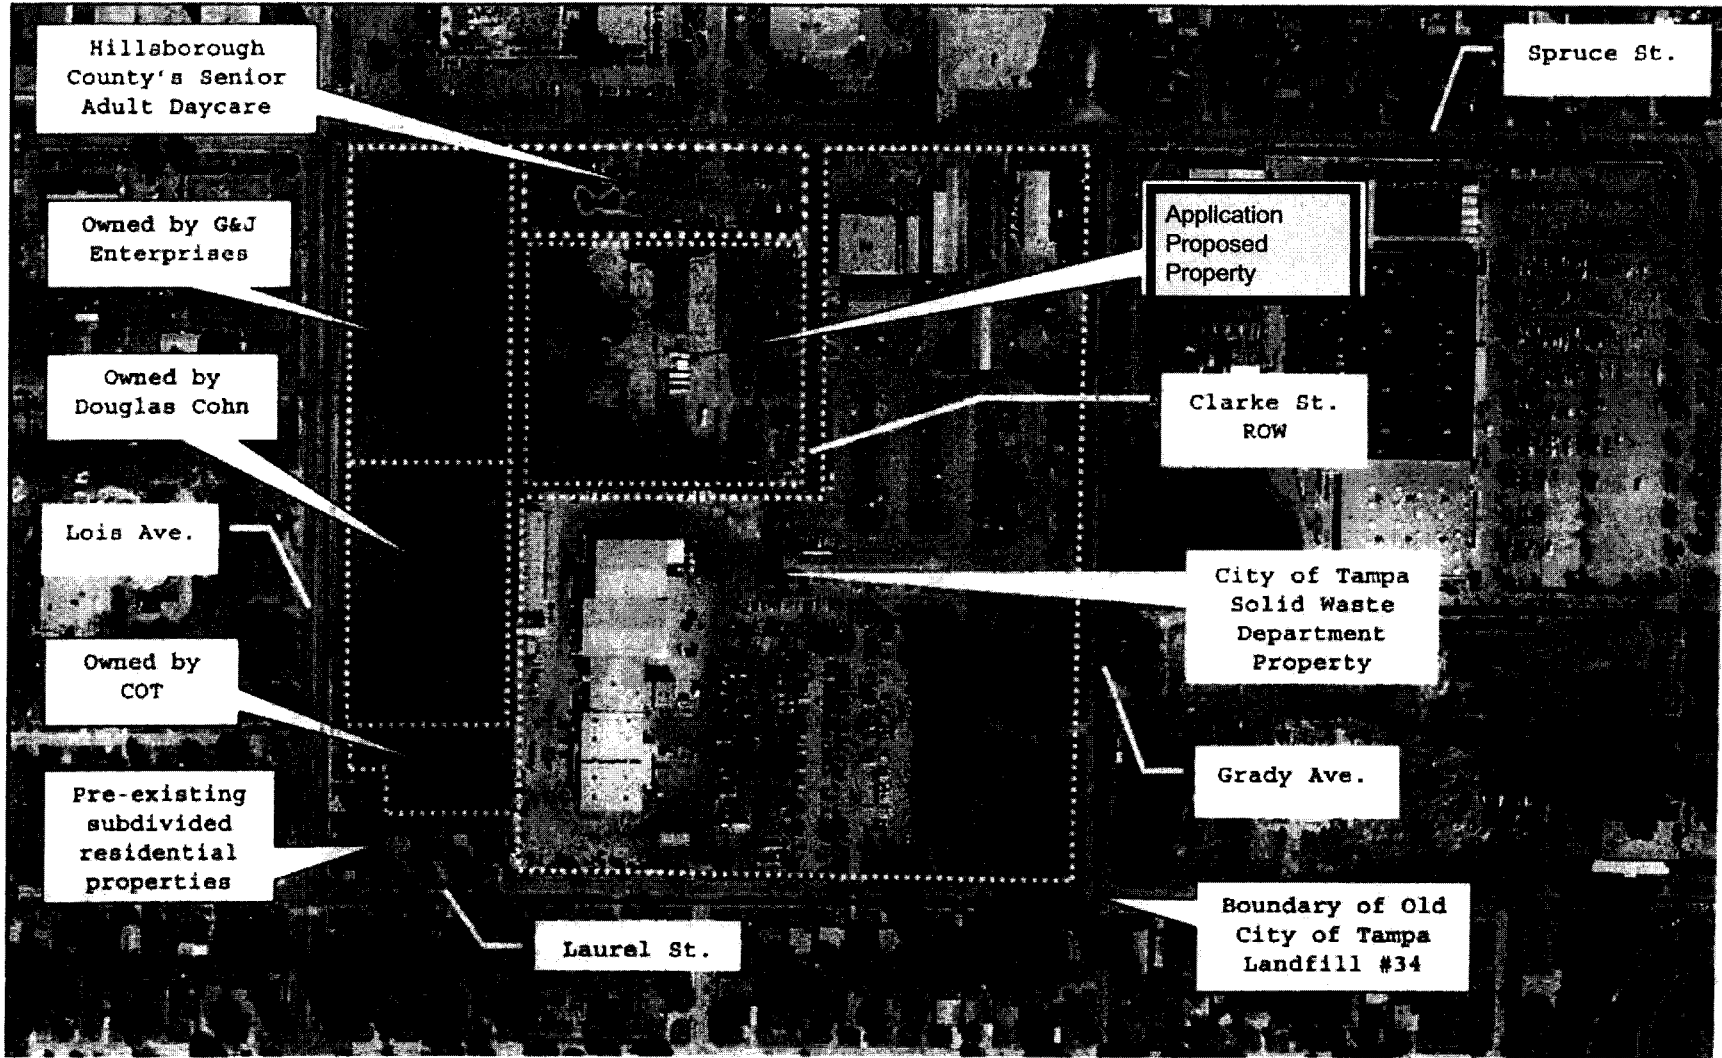 Hillsborough
County's Senior
Adult Daycare
Spruce St.
Owned by G&J
Enterprises
Application
Proposed
Property
Owned by
Douglas Cohn
Clarke St.
ROW
Lois Ave.
City of Tampa
Solid Waste
Department
Property
Owned by
COT
Grady Ave.
Pre-existing
subdivided
residential
properties
Boundary of Old
City of Tampa
Landfill #34
Laurel St.